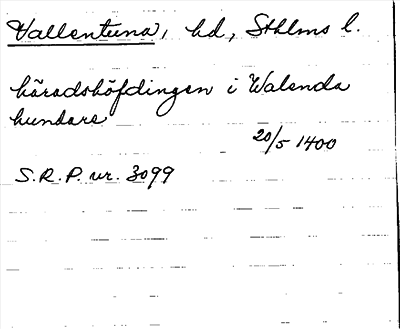 Vallentuna, hd, Sthlms l.
häradshöfdingen i Walenda
hundare
20/5 1400
S.R.P. nr. 3099